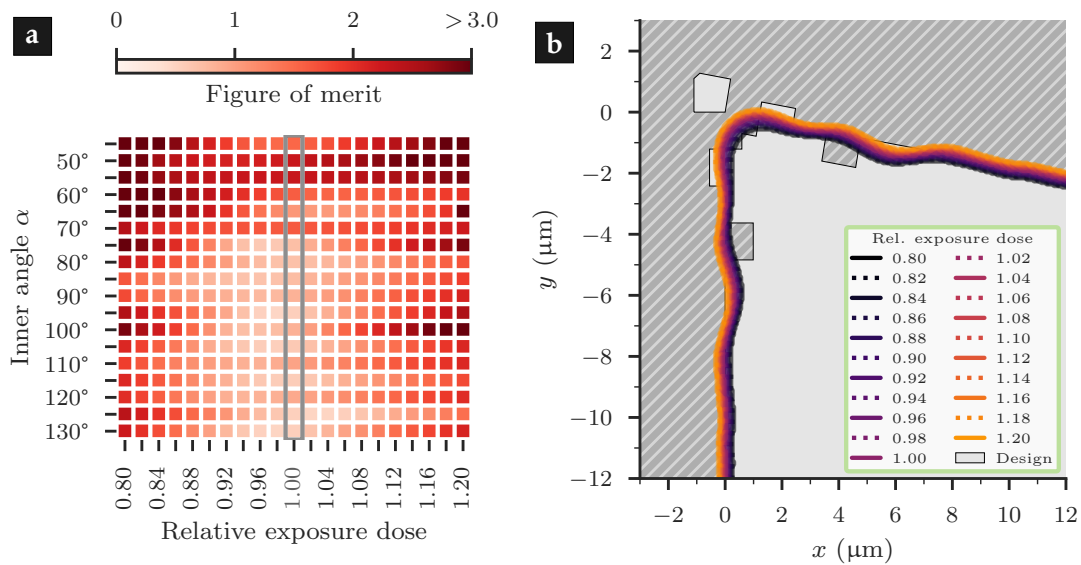 a
0 1 2 > 3.0
Figure of merit
Inner angle α
50°
60°
70°
80°
90°
100°
110°
120°
130°
0.80 0.84 0.88 0.92 0.96 1.00 1.04 1.08 1.12 1.16 1.20
Relative exposure dose
b
y (μm)
2
0
−2
−4
−6
−8
−10
−12
−2 0 2 4 6 8 10 12
x (μm)
Rel. exposure dose
0.80 1.02
0.82 1.04
0.84 1.06
0.86 1.08
0.88 1.10
0.90 1.12
0.92 1.14
0.94 1.16
0.96 1.18
0.98 1.20
1.00 Design